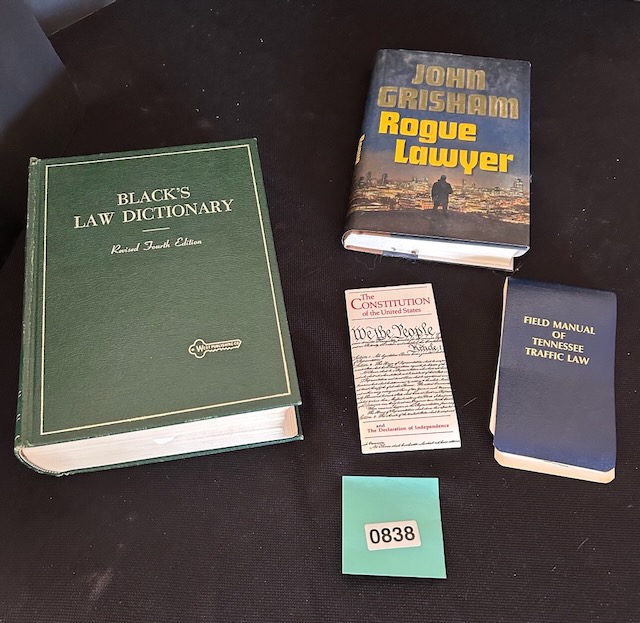 BLACK'S
LAW DICTIONARY
Revised Fourth Edition
WEST PUBLISHING CO
JOHN
GRISHAM
Rogue
Lawyer
The
CONSTITUTION
of the United States
We the People
Article. I
and
The Declaration of Independence
FIELD MANUAL
OF
TENNESSEE
TRAFFIC LAW
0838